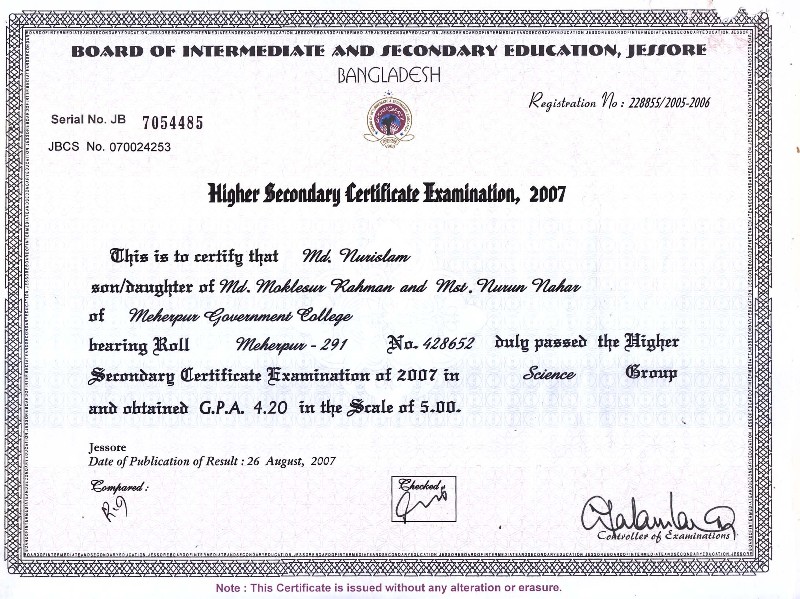 BOARD OF INTERMEDIATE AND SECONDARY EDUCATION, JESSORE
BANGLADESH
Registration No : 228855/2005-2006
Serial No. JB 7054485
JBCS No. 070024253
Higher Secondary Certificate Examination, 2007
This is to certify that Md. Nurislam
son/daughter of Md. Moklesur Rahman and Mst. Nurun Nahar
of Meherpur Government College
bearing Roll Meherpur - 291 No. 428652 duly passed the Higher
Secondary Certificate Examination of 2007 in Science Group
and obtained G.P.A. 4.20 in the Scale of 5.00.
Jessore
Date of Publication of Result : 26 August, 2007
Compared :
Checked
Controller of Examinations
Note : This Certificate is issued without any alteration or erasure.